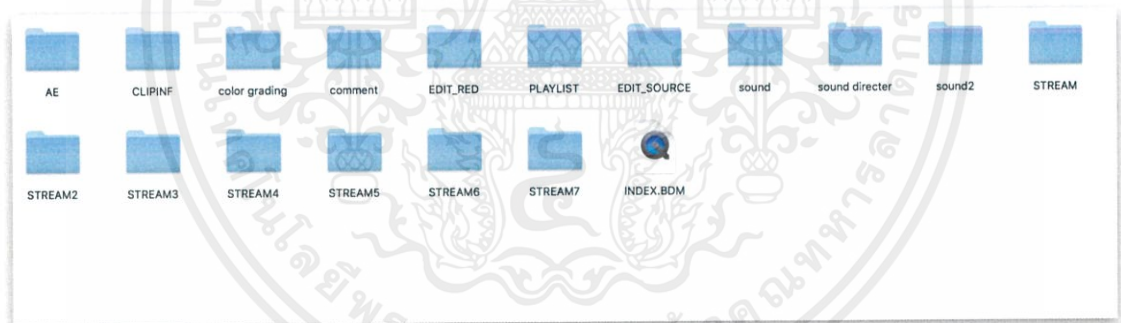 AE CLIPINF color grading comment EDIT_RED PLAYLIST EDIT_SOURCE sound sound directer sound2 STREAM
STREAM2 STREAM3 STREAM4 STREAM5 STREAM6 STREAM7 INDEX.BDM